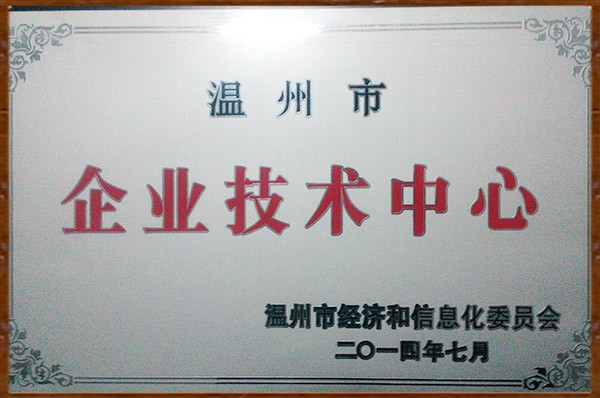 温州市
企业技术中心
温州市经济和信息化委员会
二〇一四年七月